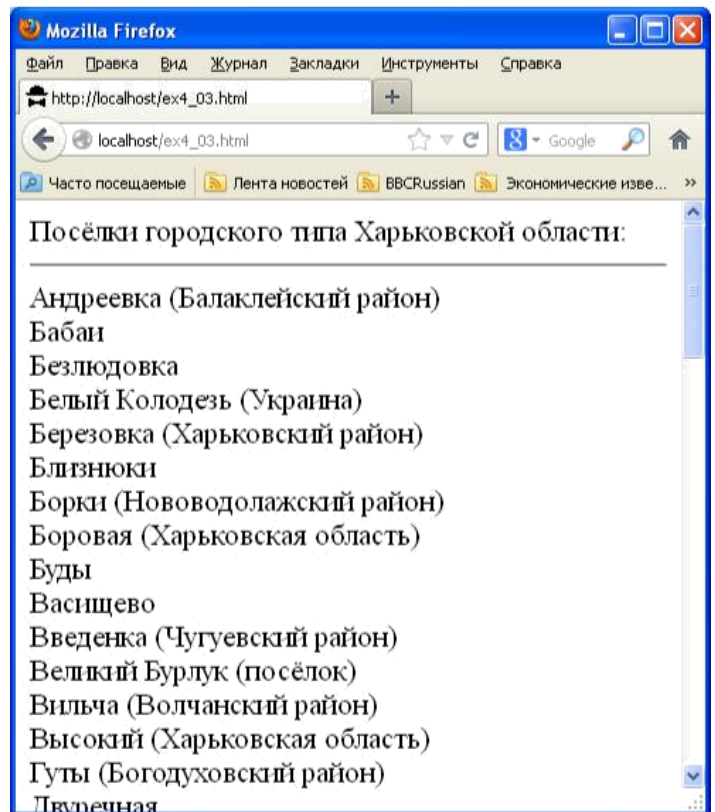 Mozilla Firefox
Файл Правка Вид Журнал Закладки Инструменты Справка
http://localhost/ex4_03.html
localhost/ex4_03.html Google
Часто посещаемые Лента новостей BBCRussian Экономические изве...
Посёлки городского типа Харьковской области:
Андреевка (Балаклейский район)
Бабаи
Безлюдовка
Белый Колодезь (Украина)
Березовка (Харьковский район)
Близнюки
Борки (Нововодолажский район)
Боровая (Харьковская область)
Буды
Васищево
Введенка (Чугуевский район)
Великий Бурлук (посёлок)
Вильча (Волчанский район)
Высокий (Харьковская область)
Гуты (Богодуховский район)
Двуречная